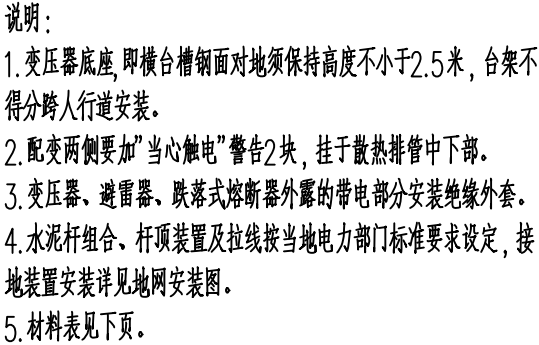 说明:
1.变压器底座,即横台槽钢面对地须保持高度不小于2.5米,台架不
得分跨人行道安装。
2.配变两侧要加"当心触电"警告2块,挂于散热排管中下部。
3.变压器、避雷器、跌落式熔断器外露的带电部分安装绝缘外套。
4.水泥杆组合、杆顶装置及拉线按当地电力部门标准要求设定,接
地装置安装详见地网安装图。
5.材料表见下页。